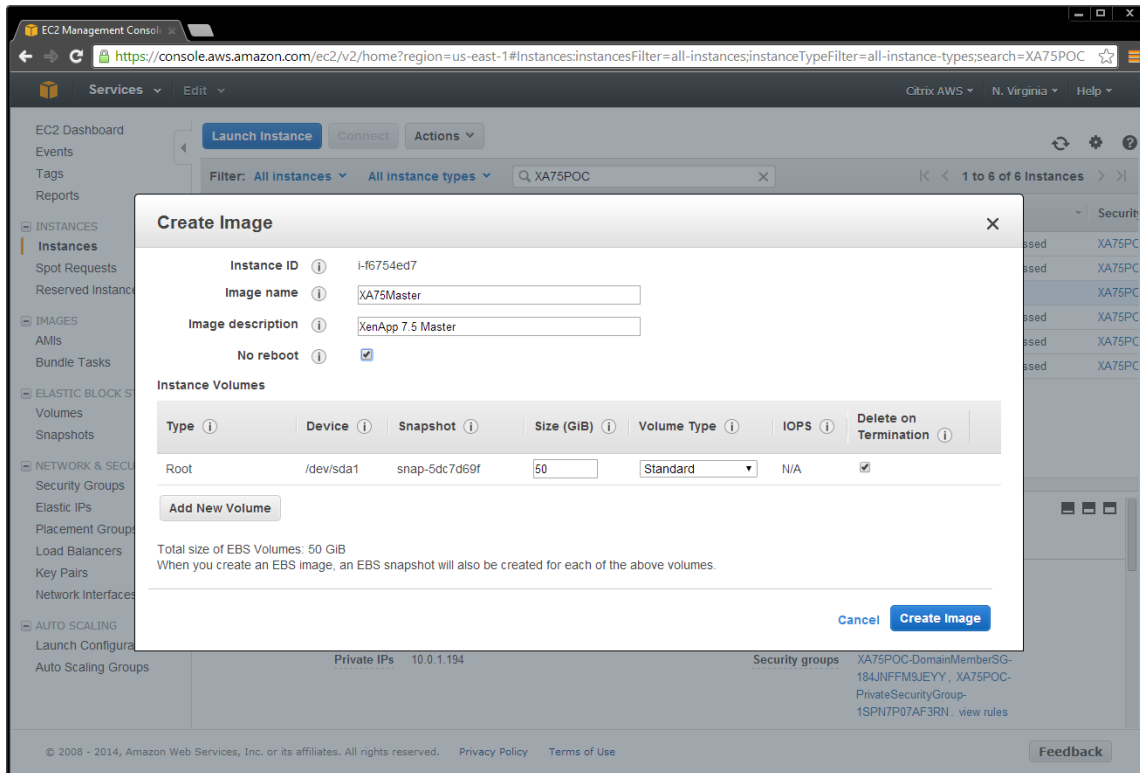 EC2 Management Consol
https://console.aws.amazon.com/ec2/v2/home?region=us-east-1#Instances:instancesFilter=all-instances;instanceTypeFilter=all-instance-types;search=XA75POC
Services Edit Citrix AWS N. Virginia Help
EC2 Dashboard
Events
Tags
Reports
INSTANCES
Instances
Spot Requests
Reserved Instance
IMAGES
AMIs
Bundle Tasks
ELASTIC BLOCK ST
Volumes
Snapshots
NETWORK & SECU
Security Groups
Elastic IPs
Placement Groups
Load Balancers
Key Pairs
Network Interfaces
AUTO SCALING
Launch Configura
Auto Scaling Groups
Launch Instance Connect Actions
Filter: All instances All instance types XA75POC 1 to 6 of 6 Instances
Securit
ssed XA75PC
ssed XA75PC
XA75PC
ssed XA75PC
ssed XA75PC
ssed XA75PC
Create Image
Instance ID i-f6754ed7
Image name XA75Master
Image description XenApp 7.5 Master
No reboot
Instance Volumes
Type Device Snapshot Size (GiB) Volume Type IOPS Delete on Termination
Root /dev/sda1 snap-5dc7d69f 50 Standard N/A
Add New Volume
Total size of EBS Volumes: 50 GiB
When you create an EBS image, an EBS snapshot will also be created for each of the above volumes.
Cancel Create Image
Private IPs 10.0.1.194
Security groups XA75POC-DomainMemberSG-
184JNFFM9JEYY , XA75POC-
PrivateSecurityGroup-
1SPN7P07AF3RN . view rules
© 2008 - 2014, Amazon Web Services, Inc. or its affiliates. All rights reserved. Privacy Policy Terms of Use Feedback